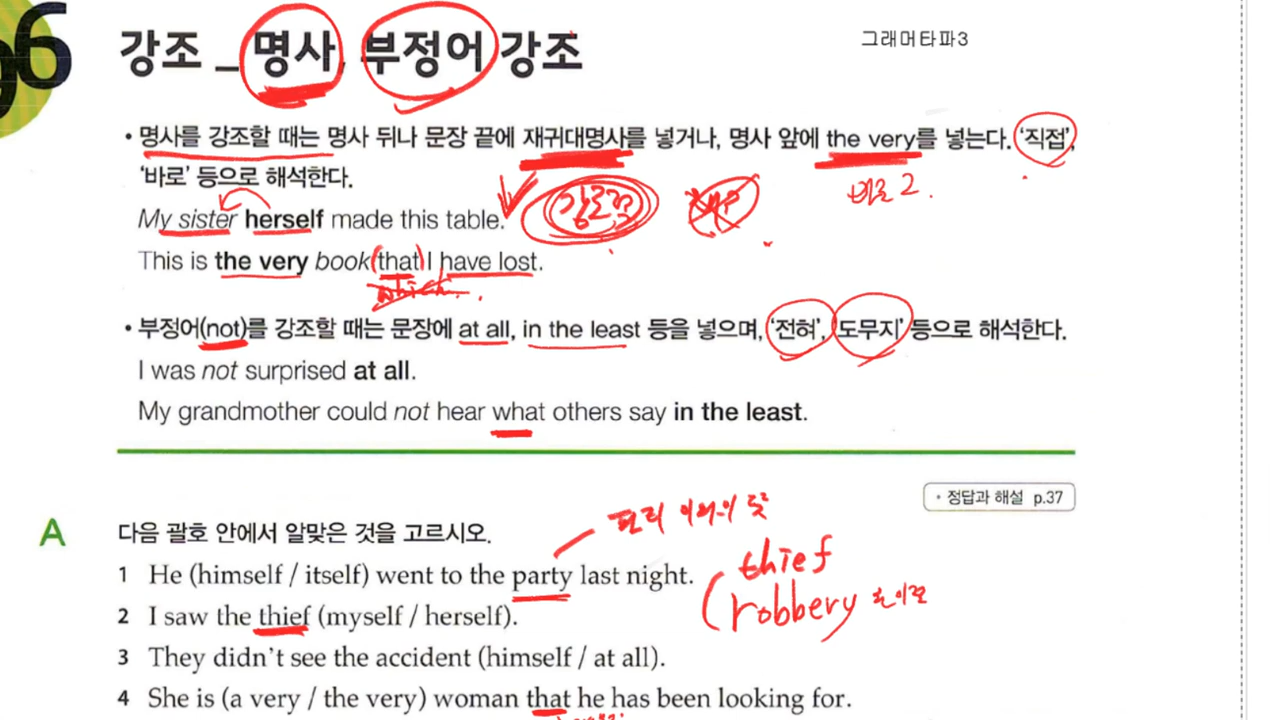 06
강조 _ 명사, 부정어 강조
그래머타파3
• 명사를 강조할 때는 명사 뒤나 문장 끝에 재귀대명사를 넣거나, 명사 앞에 the very를 넣는다. ‘직접’,
‘바로’ 등으로 해석한다.
바로 2.
My sister herself made this table.
강조적
This is the very book (that) I have lost.
which
• 부정어(not)를 강조할 때는 문장에 at all, in the least 등을 넣으며, ‘전혀’, ‘도무지’ 등으로 해석한다.
I was not surprised at all.
My grandmother could not hear what others say in the least.
• 정답과 해설 p.37
A 다음 괄호 안에서 알맞은 것을 고르시오.
thief
robbery
1 He (himself / itself) went to the party last night.
2 I saw the thief (myself / herself).
3 They didn’t see the accident (himself / at all).
4 She is (a very / the very) woman that he has been looking for.